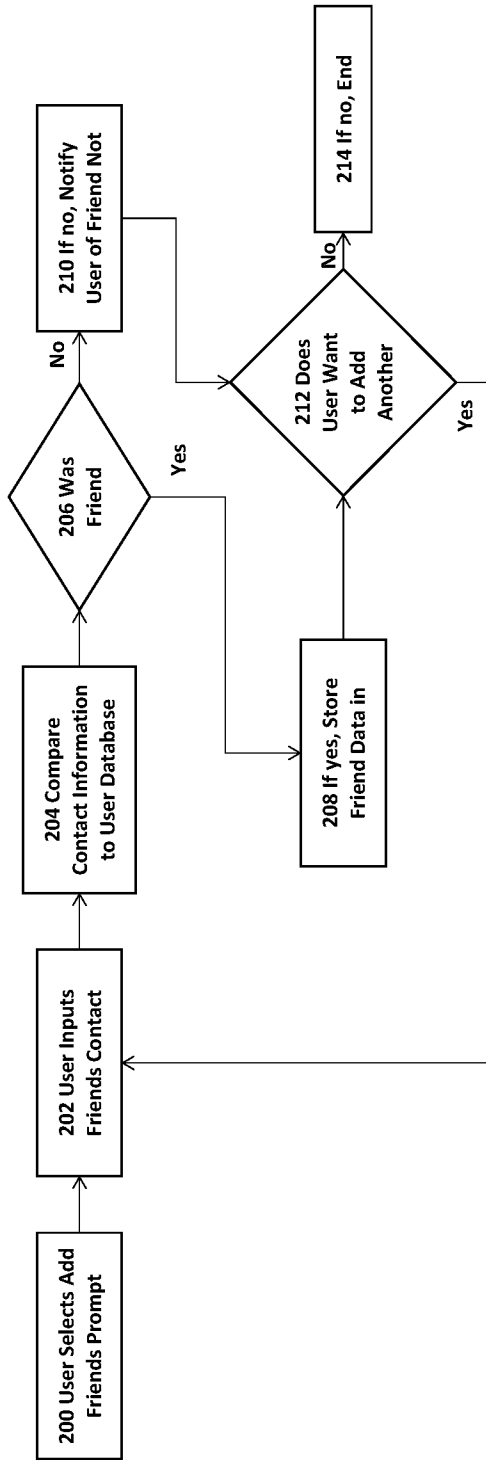 200 User Selects Add
Friends Prompt
202 User Inputs
Friends Contact
204 Compare
Contact Information
to User Database
206 Was
Friend
No
210 If no, Notify
User of Friend Not
Yes
208 If yes, Store
Friend Data in
212 Does
User Want
to Add
Another
No
214 If no, End
Yes